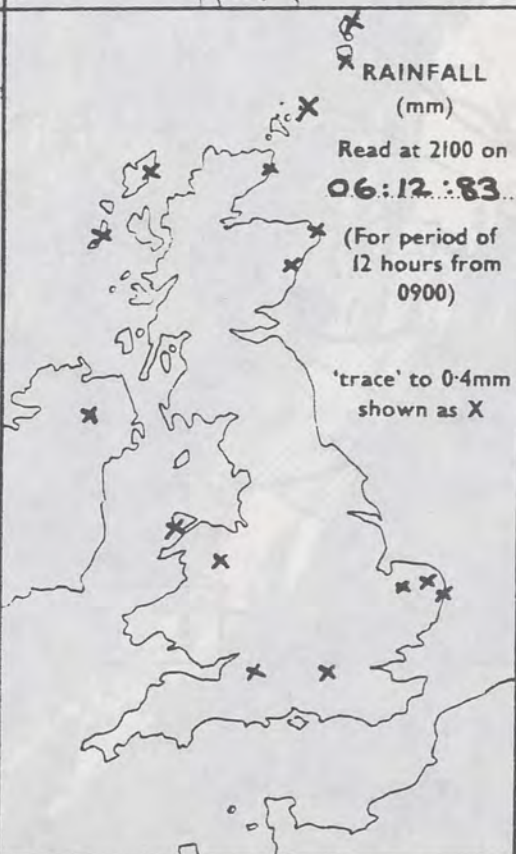 RAINFALL
(mm)
Read at 2100 on
06:12:83
(For period of
12 hours from
0900)
'trace' to 0·4mm
shown as X